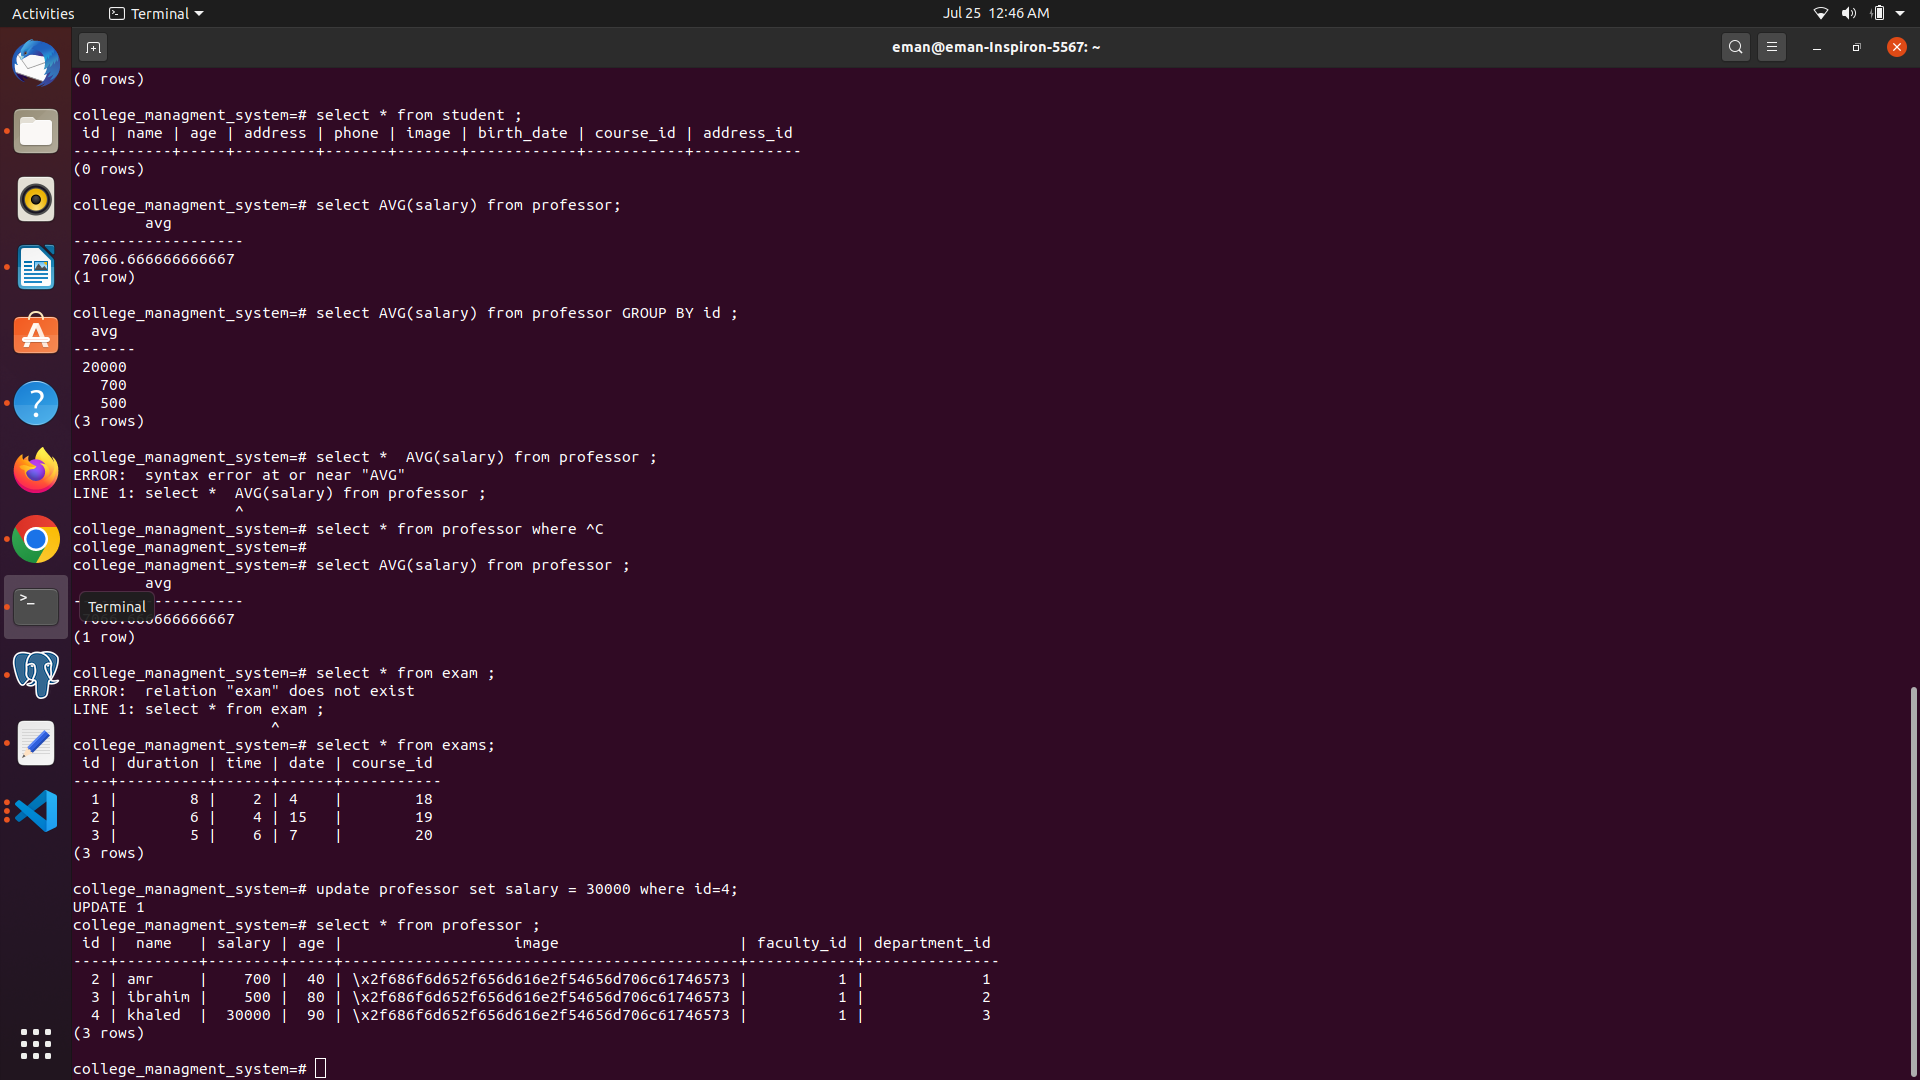 Activities
Terminal
Jul 25 12:46 AM
eman@eman-Inspiron-5567: ~
(0 rows)
college_managment_system=# select * from student ;
 id | name | age | address | phone | image | birth_date | course_id | address_id
----+------+-----+---------+-------+-------+------------+-----------+------------
(0 rows)
college_managment_system=# select AVG(salary) from professor;
        avg
-------------------
 7066.666666666667
(1 row)
college_managment_system=# select AVG(salary) from professor GROUP BY id ;
  avg
-------
 20000
   700
   500
(3 rows)
college_managment_system=# select *  AVG(salary) from professor ;
ERROR:  syntax error at or near "AVG"
LINE 1: select *  AVG(salary) from professor ;
                  ^
college_managment_system=# select * from professor where ^C
college_managment_system=#
college_managment_system=# select AVG(salary) from professor ;
        avg
-------------------
Terminal
 7066.666666666667
(1 row)
college_managment_system=# select * from exam ;
ERROR:  relation "exam" does not exist
LINE 1: select * from exam ;
                      ^
college_managment_system=# select * from exams;
 id | duration | time | date | course_id
----+----------+------+------+-----------
  1 |        8 |    2 | 4    |        18
  2 |        6 |    4 | 15   |        19
  3 |        5 |    6 | 7    |        20
(3 rows)
college_managment_system=# update professor set salary = 30000 where id=4;
UPDATE 1
college_managment_system=# select * from professor ;
 id |  name   | salary | age |                   image                    | faculty_id | department_id
----+---------+--------+-----+--------------------------------------------+------------+---------------
  2 | amr     |    700 |  40 | \x2f686f6d652f656d616e2f54656d706c61746573 |          1 |             1
  3 | ibrahim |    500 |  80 | \x2f686f6d652f656d616e2f54656d706c61746573 |          1 |             2
  4 | khaled  |  30000 |  90 | \x2f686f6d652f656d616e2f54656d706c61746573 |          1 |             3
(3 rows)
college_managment_system=#